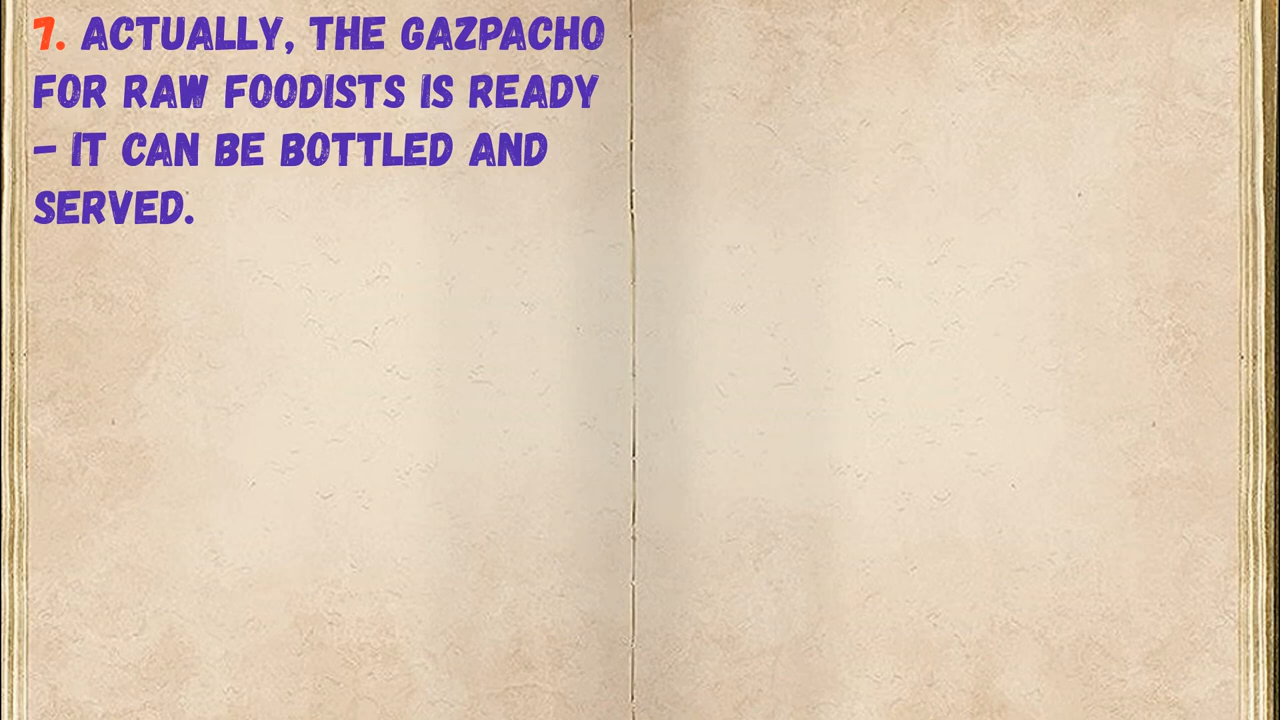 7. ACTUALLY, THE GAZPACHO
FOR RAW FOODISTS IS READY
– IT CAN BE BOTTLED AND
SERVED.